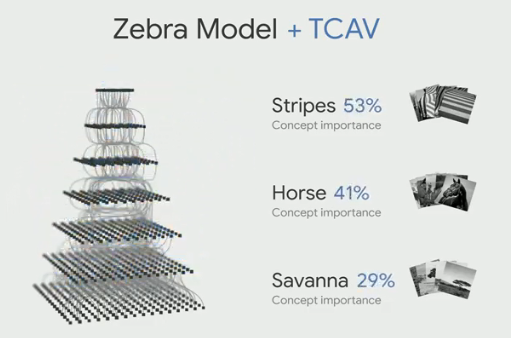 Zebra Model + TCAV
Stripes 53%
Concept importance
Horse 41%
Concept importance
Savanna 29%
Concept importance